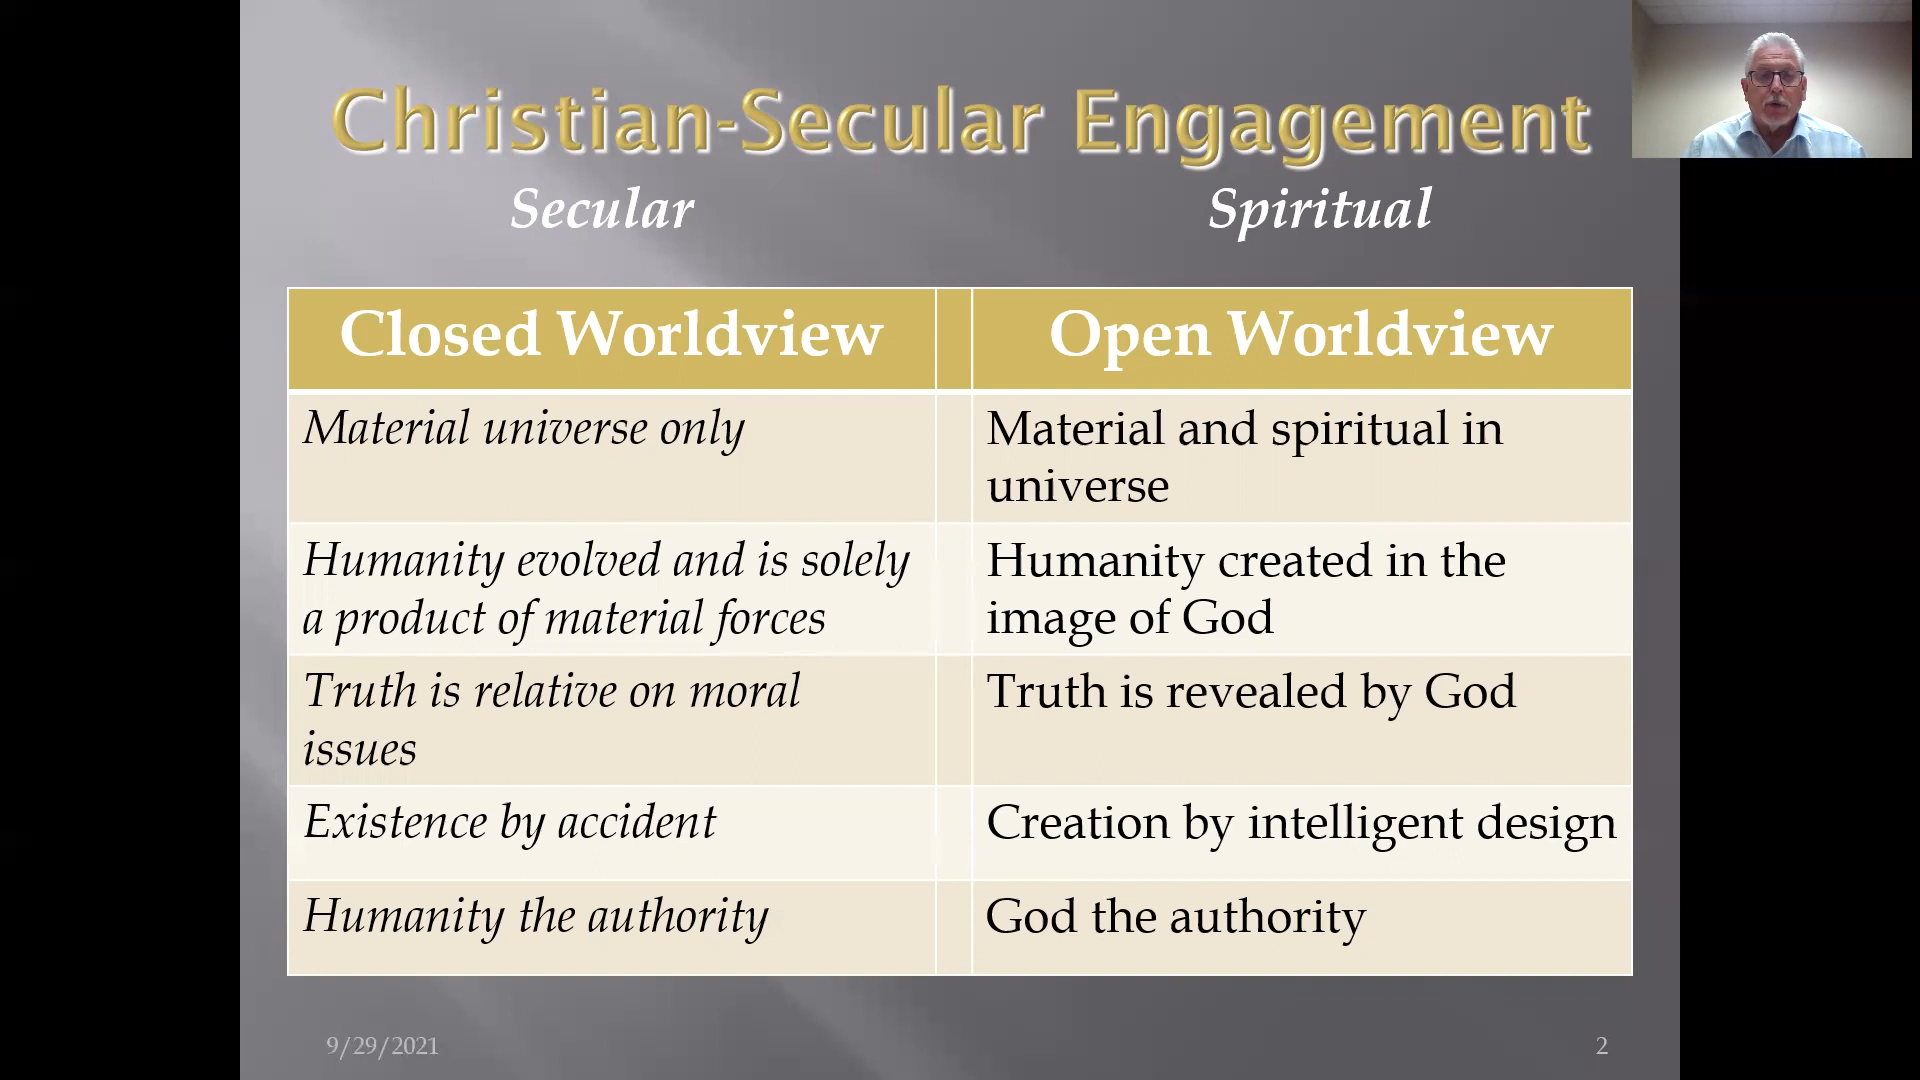 Christian-Secular Engagement
Secular
Spiritual
Closed Worldview
Open Worldview
Material universe only
Material and spiritual in
universe
Humanity evolved and is solely
a product of material forces
Humanity created in the
image of God
Truth is relative on moral
issues
Truth is revealed by God
Existence by accident
Creation by intelligent design
Humanity the authority
God the authority
9/29/2021
2